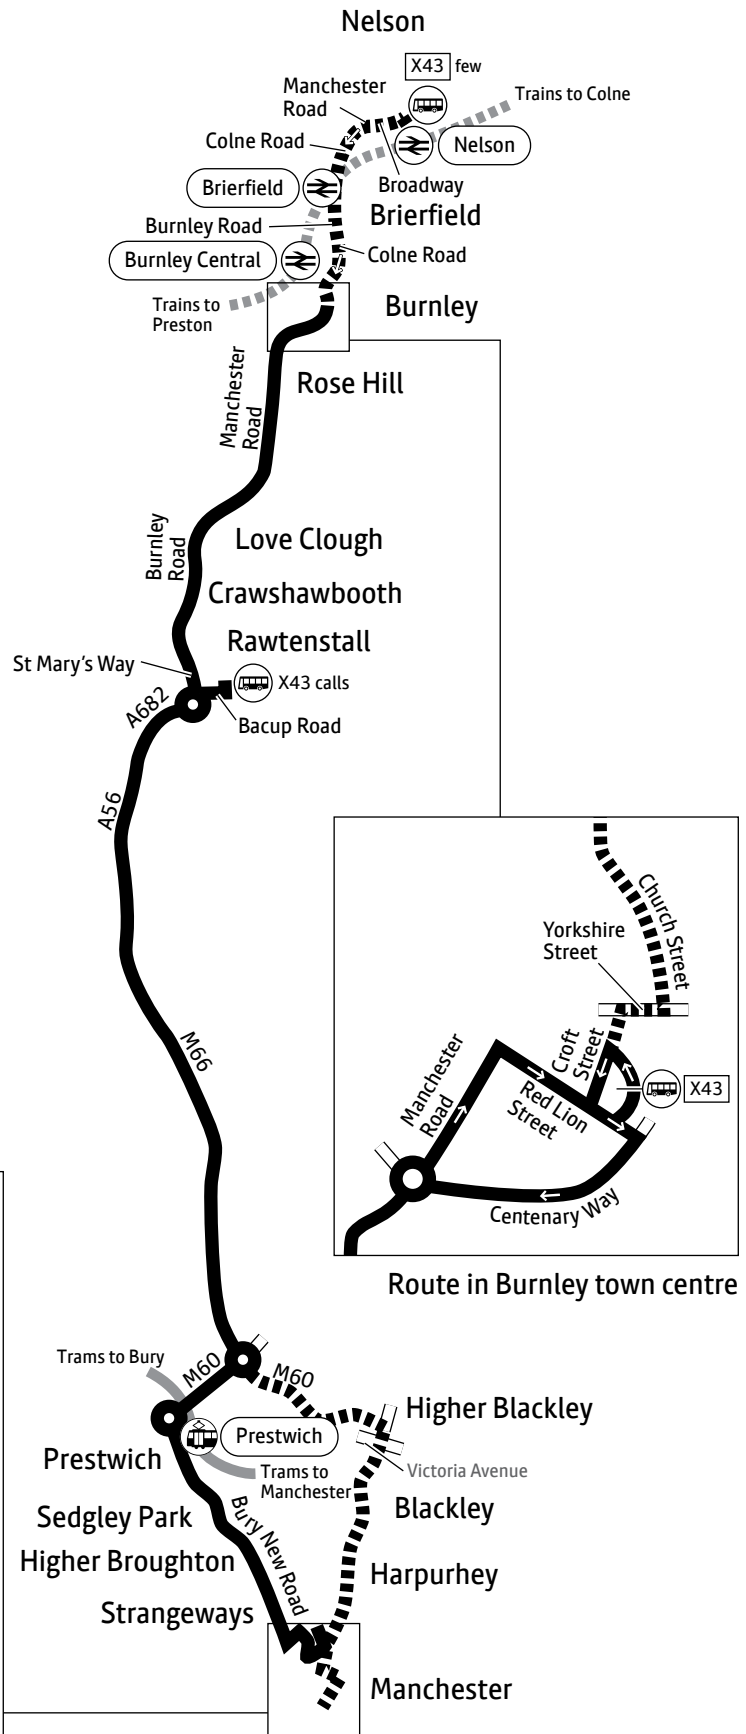 Nelson
X43 few
Manchester
Road
Trains to Colne
Colne Road
Nelson
Brierfield
Broadway
Brierfield
Burnley Road
Colne Road
Burnley Central
Trains to
Preston
Burnley
Manchester
Road
Rose Hill
Burnley
Road
Love Clough
Crawshawbooth
Rawtenstall
St Mary's Way
X43 calls
A682
Bacup Road
A56
Church Street
Yorkshire
Street
M66
Croft
Street
Manchester
Road
Red Lion
Street
X43
Centenary Way
Route in Burnley town centre
Trams to Bury
M60
M60
Higher Blackley
Prestwich
Prestwich
Victoria Avenue
Trams to
Manchester
Blackley
Sedgley Park
Bury New Road
Higher Broughton
Harpurhey
Strangeways
Manchester